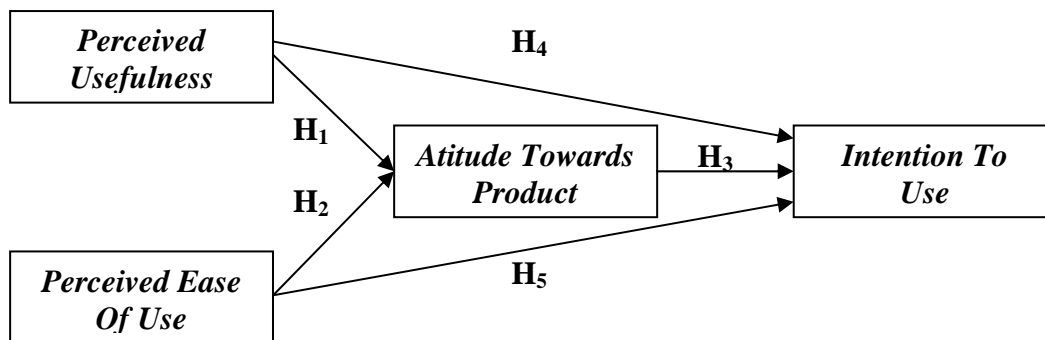 Perceived
Usefulness
H4
H1
Atitude Towards
Product
H3
Intention To
Use
H2
Perceived Ease
Of Use
H5